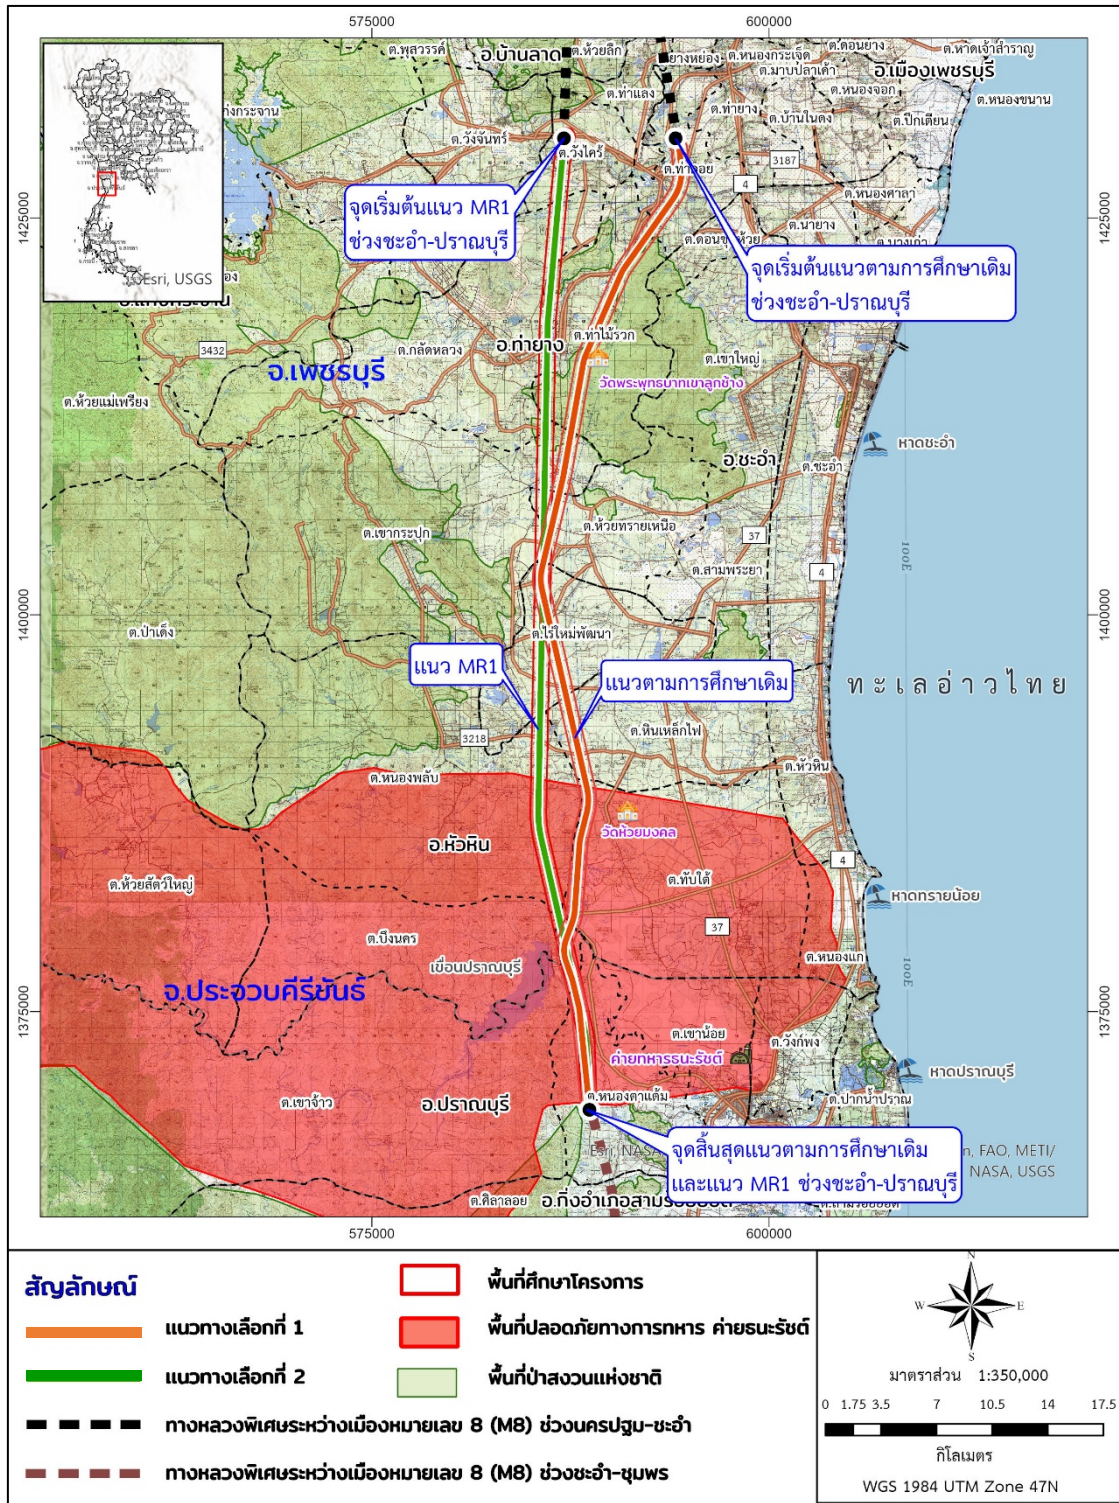 575000
600000
ต.พุสวรรค์
อ.บ้านลาด
ต.ห้วยลึก
ยางหย่อง
ต.หนองกระเจ็ด
ต.ดอนยาง
ต.หาดเจ้าสำราญ
ต.มาบปลาเค้า
อ.เมืองเพชรบุรี
ต.หนองจอก
ต.หนองขนาน
ต.ท่าแลง
ต.ท่ายาง
ต.บ้านในดง
ต.ปึกเตียน
ก่งกระจาน
ต.วังจันทร์
ต.วังไคร้
3187
4
ต.หนองศาลา
ต.นายาง
จุดเริ่มต้นแนว MR1
ช่วงชะอำ-ปราณบุรี
จุดเริ่มต้นแนวตามการศึกษาเดิม
ช่วงชะอำ-ปราณบุรี
1425000
1425000
Esri, USGS
3432
ต.กลัดหลวง
อ.ท่ายาง
ต.ท่าไม้รวก
ต.เขาใหญ่
จ.เพชรบุรี
วัดพระพุทธบาทเขาลูกช้าง
ต.ห้วยแม่เพรียง
หาดชะอำ
อ.ชะอำ
ต.ชะอำ
ต.เขากระปุก
ต.ห้วยทรายเหนือ
37
100E
ต.สามพระยา
4
1400000
1400000
ต.ป่าเด็ง
ต.ไร่ใหม่พัฒนา
แนว MR1
แนวตามการศึกษาเดิม
ทะเลอ่าวไทย
3218
ต.หินเหล็กไฟ
ต.หัวหิน
ต.หนองพลับ
วัดห้วยมงคล
อ.หัวหิน
4
ต.ห้วยสัตว์ใหญ่
ต.ทับใต้
หาดทรายน้อย
37
ต.บึงนคร
เขื่อนปราณบุรี
ต.หนองแก
100E
จ.ประจวบคีรีขันธ์
1375000
1375000
ต.เขาน้อย
ต.วังก์พง
ค่ายทหารธนะรัชต์
หาดปราณบุรี
ต.เขาจ้าว
อ.ปราณบุรี
ต.หนองตาแต้ม
ต.ปากน้ำปราณ
จุดสิ้นสุดแนวตามการศึกษาเดิม
และแนว MR1 ช่วงชะอำ-ปราณบุรี
Esri, NASA
n, FAO, METI/
NASA, USGS
ต.ศิลาลอย
575000
600000
สัญลักษณ์
แนวทางเลือกที่ 1
แนวทางเลือกที่ 2
พื้นที่ศึกษาโครงการ
พื้นที่ปลอดภัยทางการทหาร ค่ายธนะรัชต์
พื้นที่ป่าสงวนแห่งชาติ
ทางหลวงพิเศษระหว่างเมืองหมายเลข 8 (M8) ช่วงนครปฐม-ชะอำ
ทางหลวงพิเศษระหว่างเมืองหมายเลข 8 (M8) ช่วงชะอำ-ชุมพร
N
W
E
S
มาตราส่วน 1:350,000
0 1.75 3.5 7 10.5 14 17.5
กิโลเมตร
WGS 1984 UTM Zone 47N